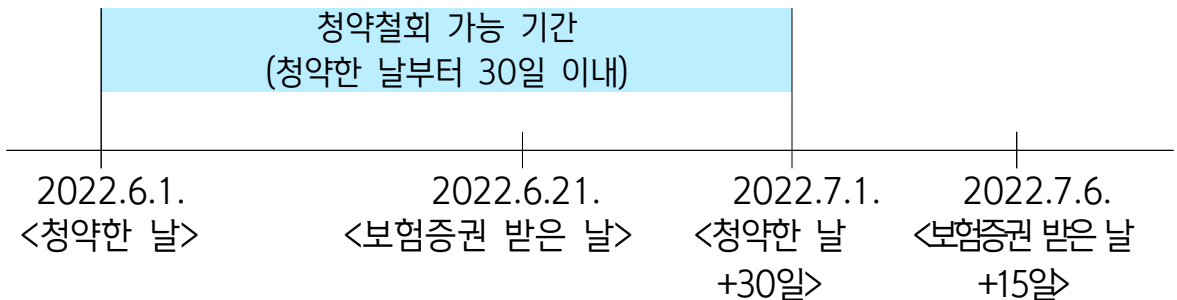 청약철회 가능 기간
(청약한 날부터 30일 이내)
2022.6.1.
<청약한 날>
2022.6.21.
<보험증권 받은 날>
2022.7.1.
<청약한 날
+30일>
2022.7.6.
<보험증권 받은 날
+15일>